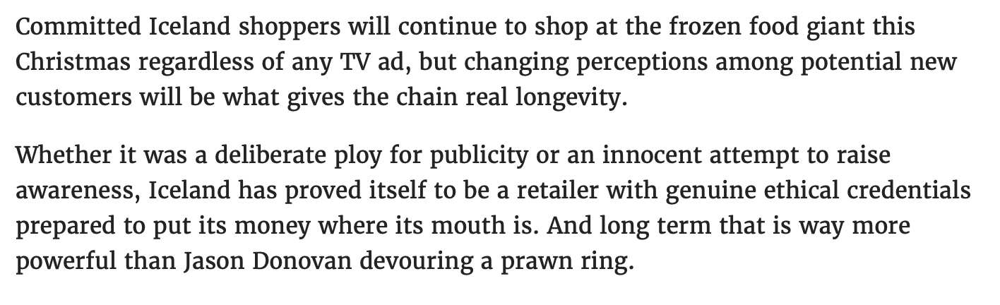 Committed Iceland shoppers will continue to shop at the frozen food giant this
Christmas regardless of any TV ad, but changing perceptions among potential new
customers will be what gives the chain real longevity.
Whether it was a deliberate ploy for publicity or an innocent attempt to raise
awareness, Iceland has proved itself to be a retailer with genuine ethical credentials
prepared to put its money where its mouth is. And long term that is way more
powerful than Jason Donovan devouring a prawn ring.